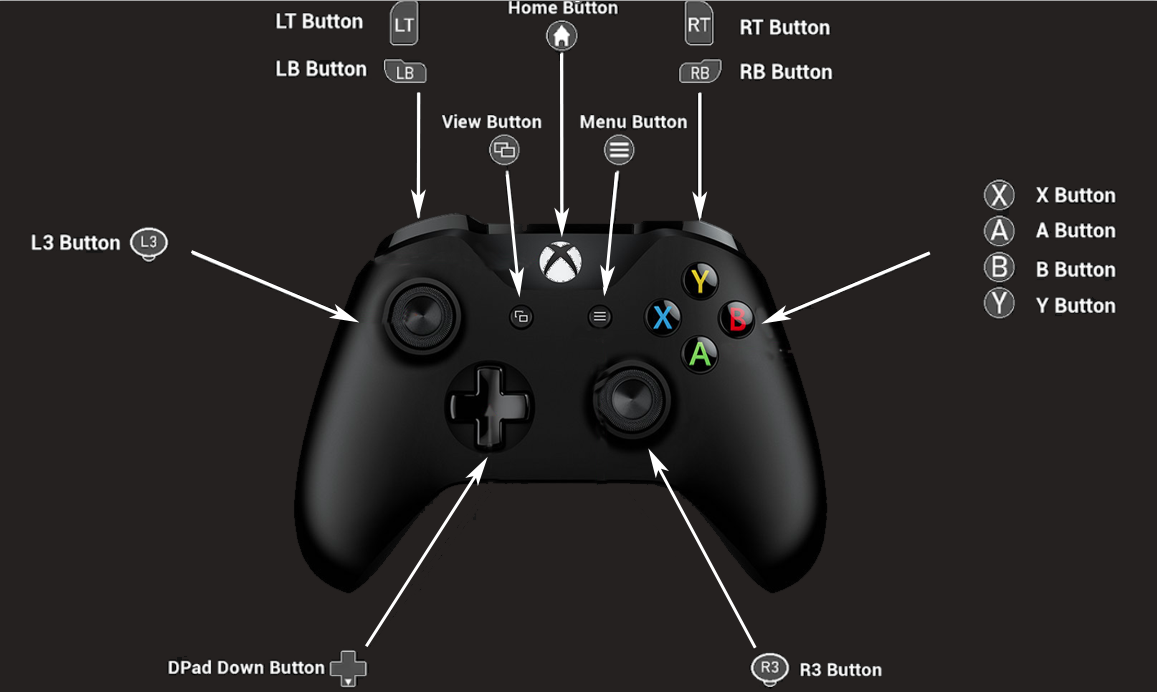 Home Button
LT Button LT
RT RT Button
LB Button LB
RB RB Button
View Button
Menu Button
X X Button
A A Button
B B Button
Y Y Button
L3 Button L3
Y
X
B
A
DPad Down Button
R3 R3 Button